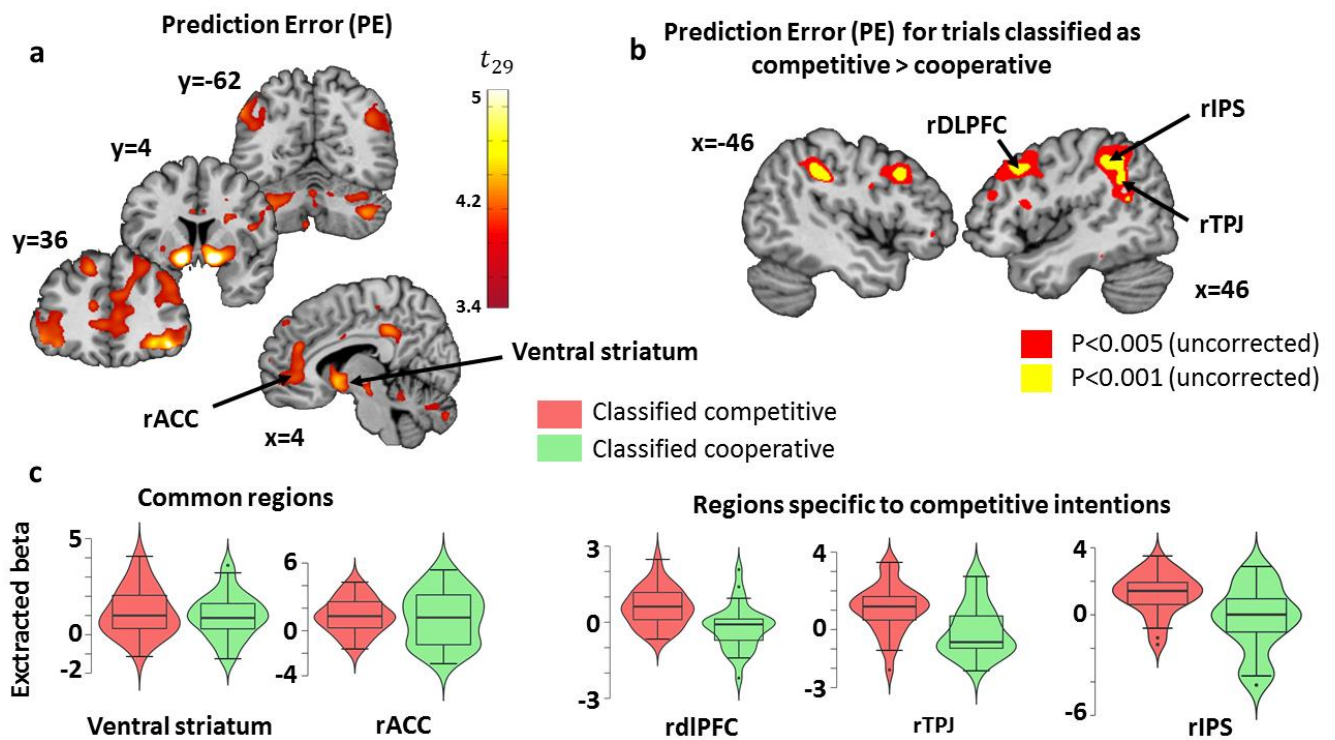 Prediction Error (PE)
a
y=-62
y=4
y=36
t29
5
4.2
3.4
rACC
x=4
Ventral striatum
b
Prediction Error (PE) for trials classified as
competitive > cooperative
x=-46
rDLPFC
rIPS
rTPJ
x=46
P<0.005 (uncorrected)
P<0.001 (uncorrected)
Classified competitive
Classified cooperative
c
Common regions
Regions specific to competitive intentions
Exctracted beta
5
0
-2
Ventral striatum
6
0
-4
rACC
3
0
-3
rdlPFC
4
0
-3
rTPJ
4
0
-6
rIPS